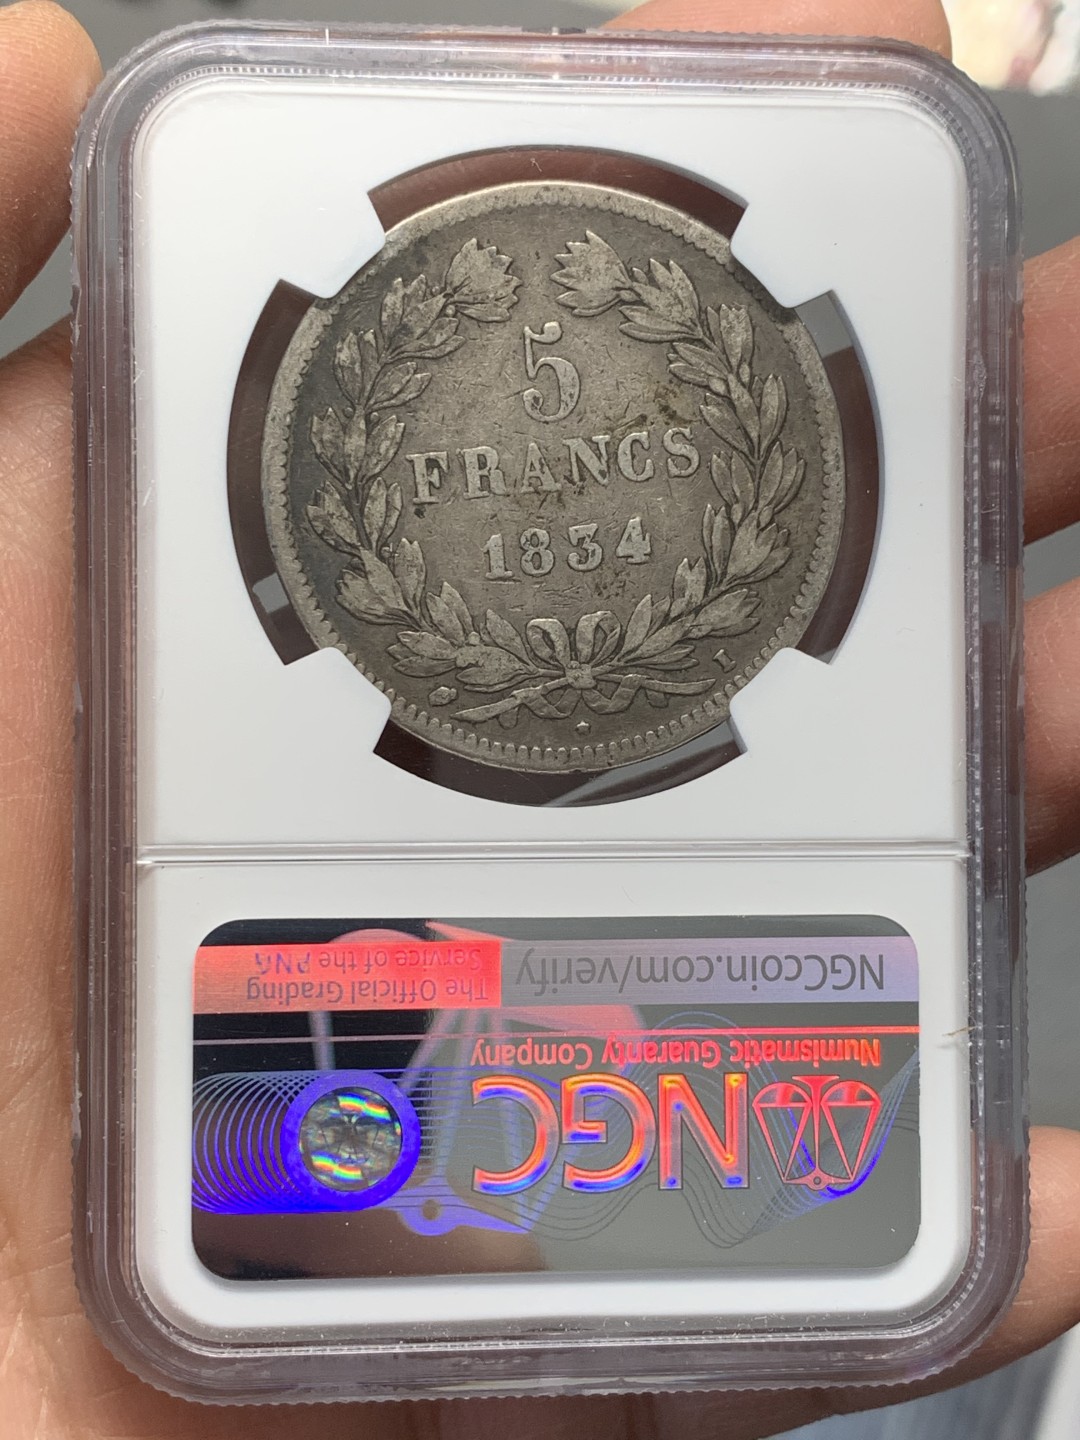 5
FRANCS
1834
I
NGCcoin.com/verify
The Official Grading
Service of the PNG
Numismatic Guaranty Company
NGC